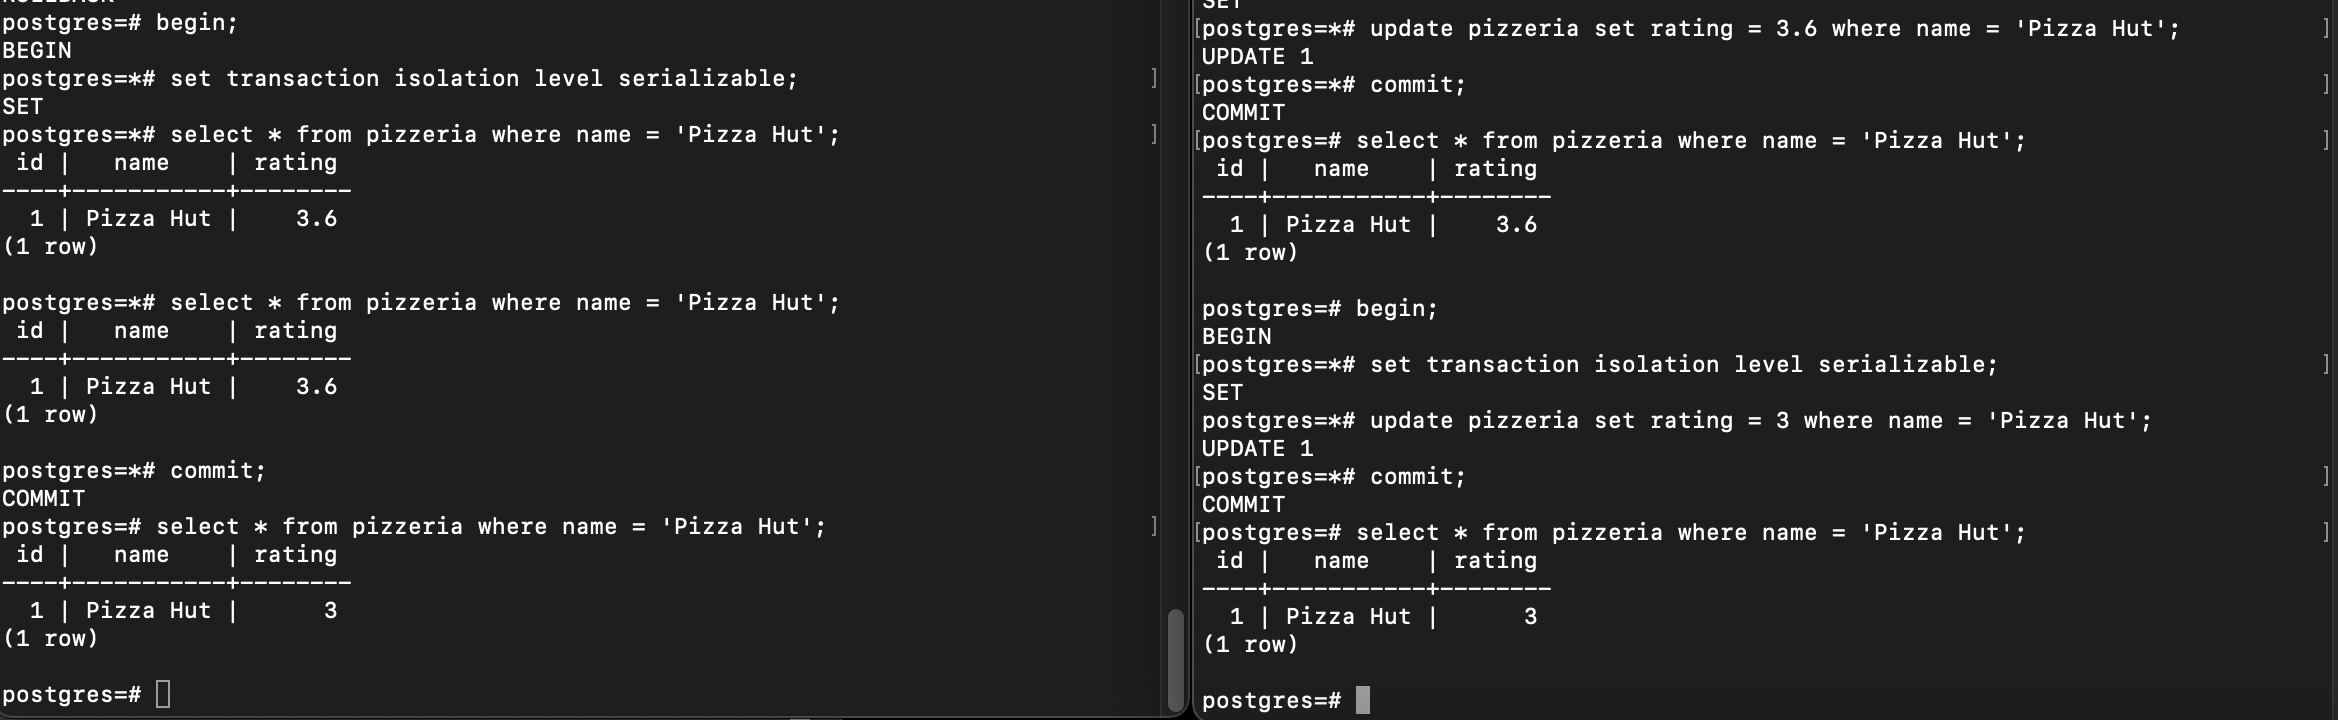 ROLLBACK
postgres=# begin;
BEGIN
postgres=*# set transaction isolation level serializable;
SET
postgres=*# select * from pizzeria where name = 'Pizza Hut';
 id |   name    | rating
----+-----------+--------
  1 | Pizza Hut |    3.6
(1 row)

postgres=*# select * from pizzeria where name = 'Pizza Hut';
 id |   name    | rating
----+-----------+--------
  1 | Pizza Hut |    3.6
(1 row)

postgres=*# commit;
COMMIT
postgres=# select * from pizzeria where name = 'Pizza Hut';
 id |   name    | rating
----+-----------+--------
  1 | Pizza Hut |      3
(1 row)

postgres=#
SET
[postgres=*# update pizzeria set rating = 3.6 where name = 'Pizza Hut'; ]
UPDATE 1
[postgres=*# commit; ]
COMMIT
[postgres=# select * from pizzeria where name = 'Pizza Hut'; ]
 id |   name    | rating
----+-----------+--------
  1 | Pizza Hut |    3.6
(1 row)

postgres=# begin;
BEGIN
[postgres=*# set transaction isolation level serializable; ]
SET
postgres=*# update pizzeria set rating = 3 where name = 'Pizza Hut';
UPDATE 1
[postgres=*# commit; ]
COMMIT
[postgres=# select * from pizzeria where name = 'Pizza Hut'; ]
 id |   name    | rating
----+-----------+--------
  1 | Pizza Hut |      3
(1 row)

postgres=#